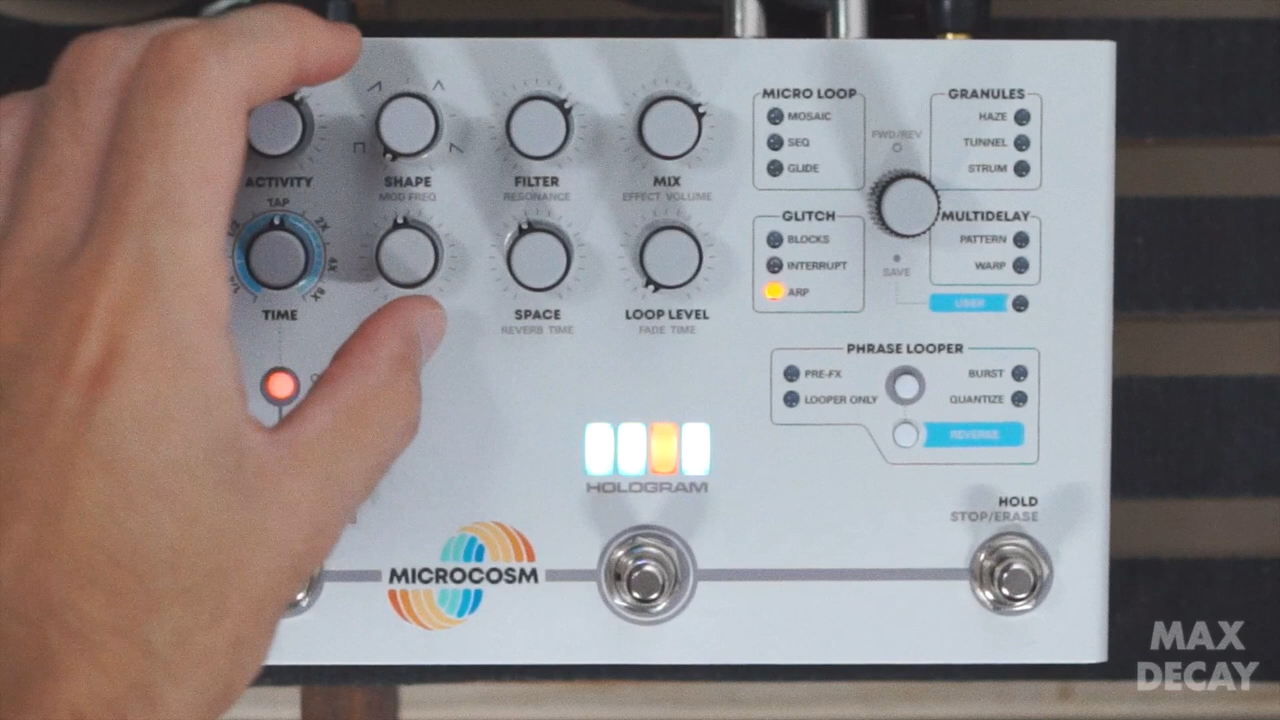 MICRO LOOP
GRANULES
MOSAIC
HAZE
SEQ
FWD/REV
TUNNEL
GLIDE
STRUM
ACTIVITY
SHAPE
FILTER
MIX
MOD FREQ
RESONANCE
EFFECT VOLUME
TAP
1/2
2X
4X
8X
GLITCH
MULTIDELAY
BLOCKS
PATTERN
INTERRUPT
SAVE
WARP
ARP
USER
TIME
SPACE
LOOP LEVEL
REVERB TIME
FADE TIME
PHRASE LOOPER
PRE-FX
BURST
LOOPER ONLY
QUANTIZE
REVERSE
HOLOGRAM
HOLD
STOP/ERASE
MICROCOSM
MAX
DECAY